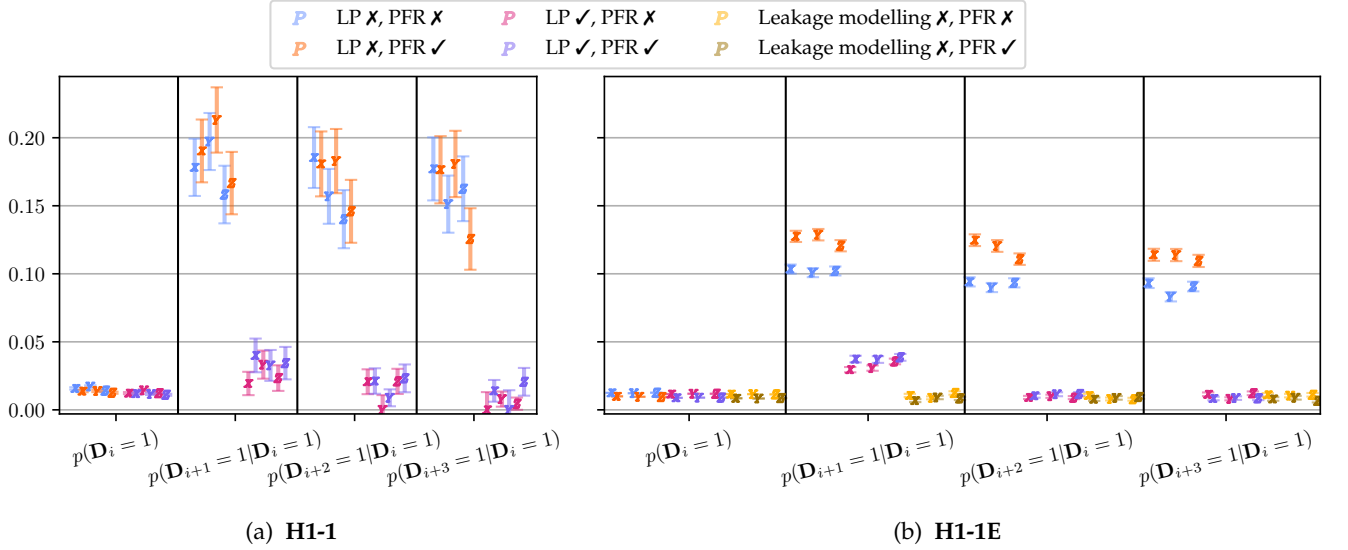 P LP ✗, PFR ✗ P LP ✓, PFR ✗ P Leakage modelling ✗, PFR ✗
P LP ✗, PFR ✓ P LP ✓, PFR ✓ P Leakage modelling ✗, PFR ✓
0.20
0.15
0.10
0.05
0.00
p(D_i = 1)
p(D_{i+1} = 1|D_i = 1)
p(D_{i+2} = 1|D_i = 1)
p(D_{i+3} = 1|D_i = 1)
p(D_i = 1)
p(D_{i+1} = 1|D_i = 1)
p(D_{i+2} = 1|D_i = 1)
p(D_{i+3} = 1|D_i = 1)
(a) H1-1
(b) H1-1E